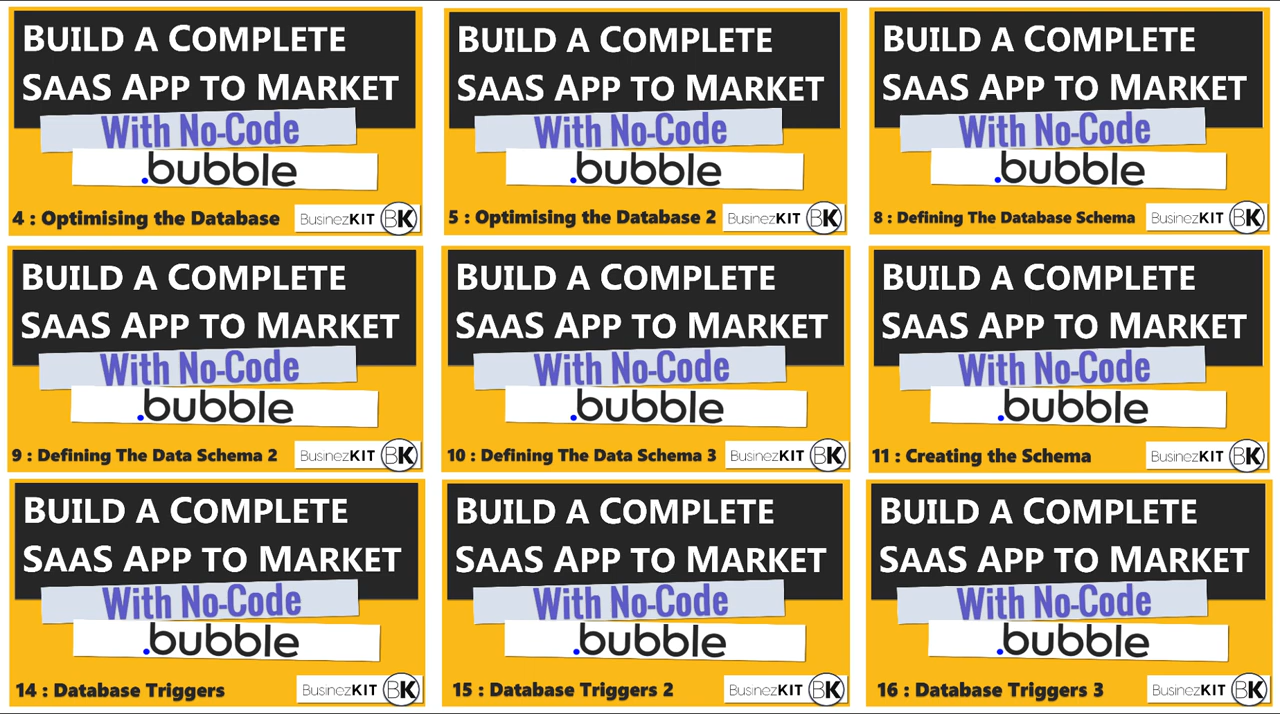 BUILD A COMPLETE
SAAS APP TO MARKET
With No-Code
.bubble
4 : Optimising the Database
BusinezKIT BK
BUILD A COMPLETE
SAAS APP TO MARKET
With No-Code
.bubble
5 : Optimising the Database 2
BusinezKIT BK
BUILD A COMPLETE
SAAS APP TO MARKET
With No-Code
.bubble
8 : Defining The Database Schema
BusinezKIT BK
BUILD A COMPLETE
SAAS APP TO MARKET
With No-Code
.bubble
9 : Defining The Data Schema 2
BusinezKIT BK
BUILD A COMPLETE
SAAS APP TO MARKET
With No-Code
.bubble
10 : Defining The Data Schema 3
BusinezKIT BK
BUILD A COMPLETE
SAAS APP TO MARKET
With No-Code
.bubble
11 : Creating the Schema
BusinezKIT BK
BUILD A COMPLETE
SAAS APP TO MARKET
With No-Code
.bubble
14 : Database Triggers
BusinezKIT BK
BUILD A COMPLETE
SAAS APP TO MARKET
With No-Code
.bubble
15 : Database Triggers 2
BusinezKIT BK
BUILD A COMPLETE
SAAS APP TO MARKET
With No-Code
.bubble
16 : Database Triggers 3
BusinezKIT BK